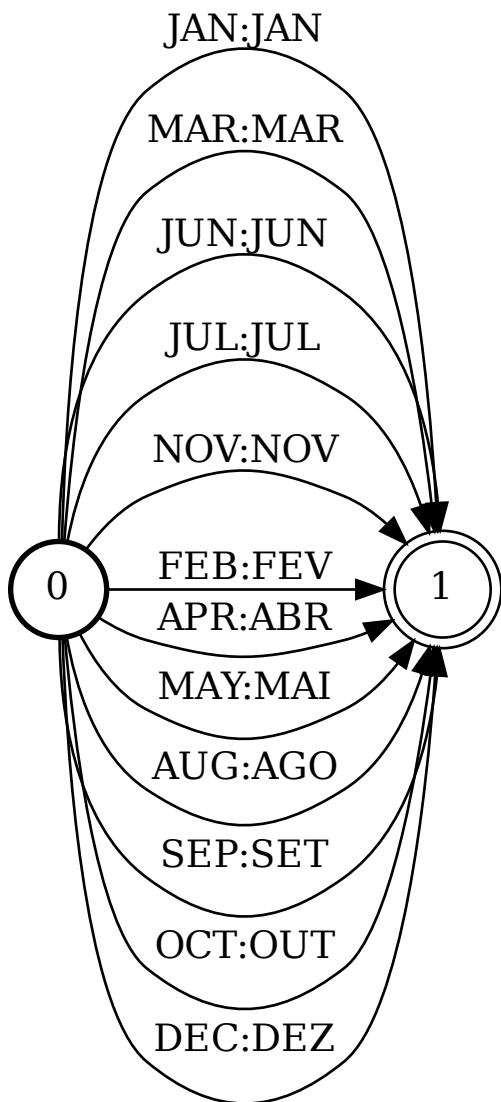 JAN:JAN
MAR:MAR
JUN:JUN
JUL:JUL
NOV:NOV
0
FEB:FEV
1
APR:ABR
MAY:MAI
AUG:AGO
SEP:SET
OCT:OUT
DEC:DEZ